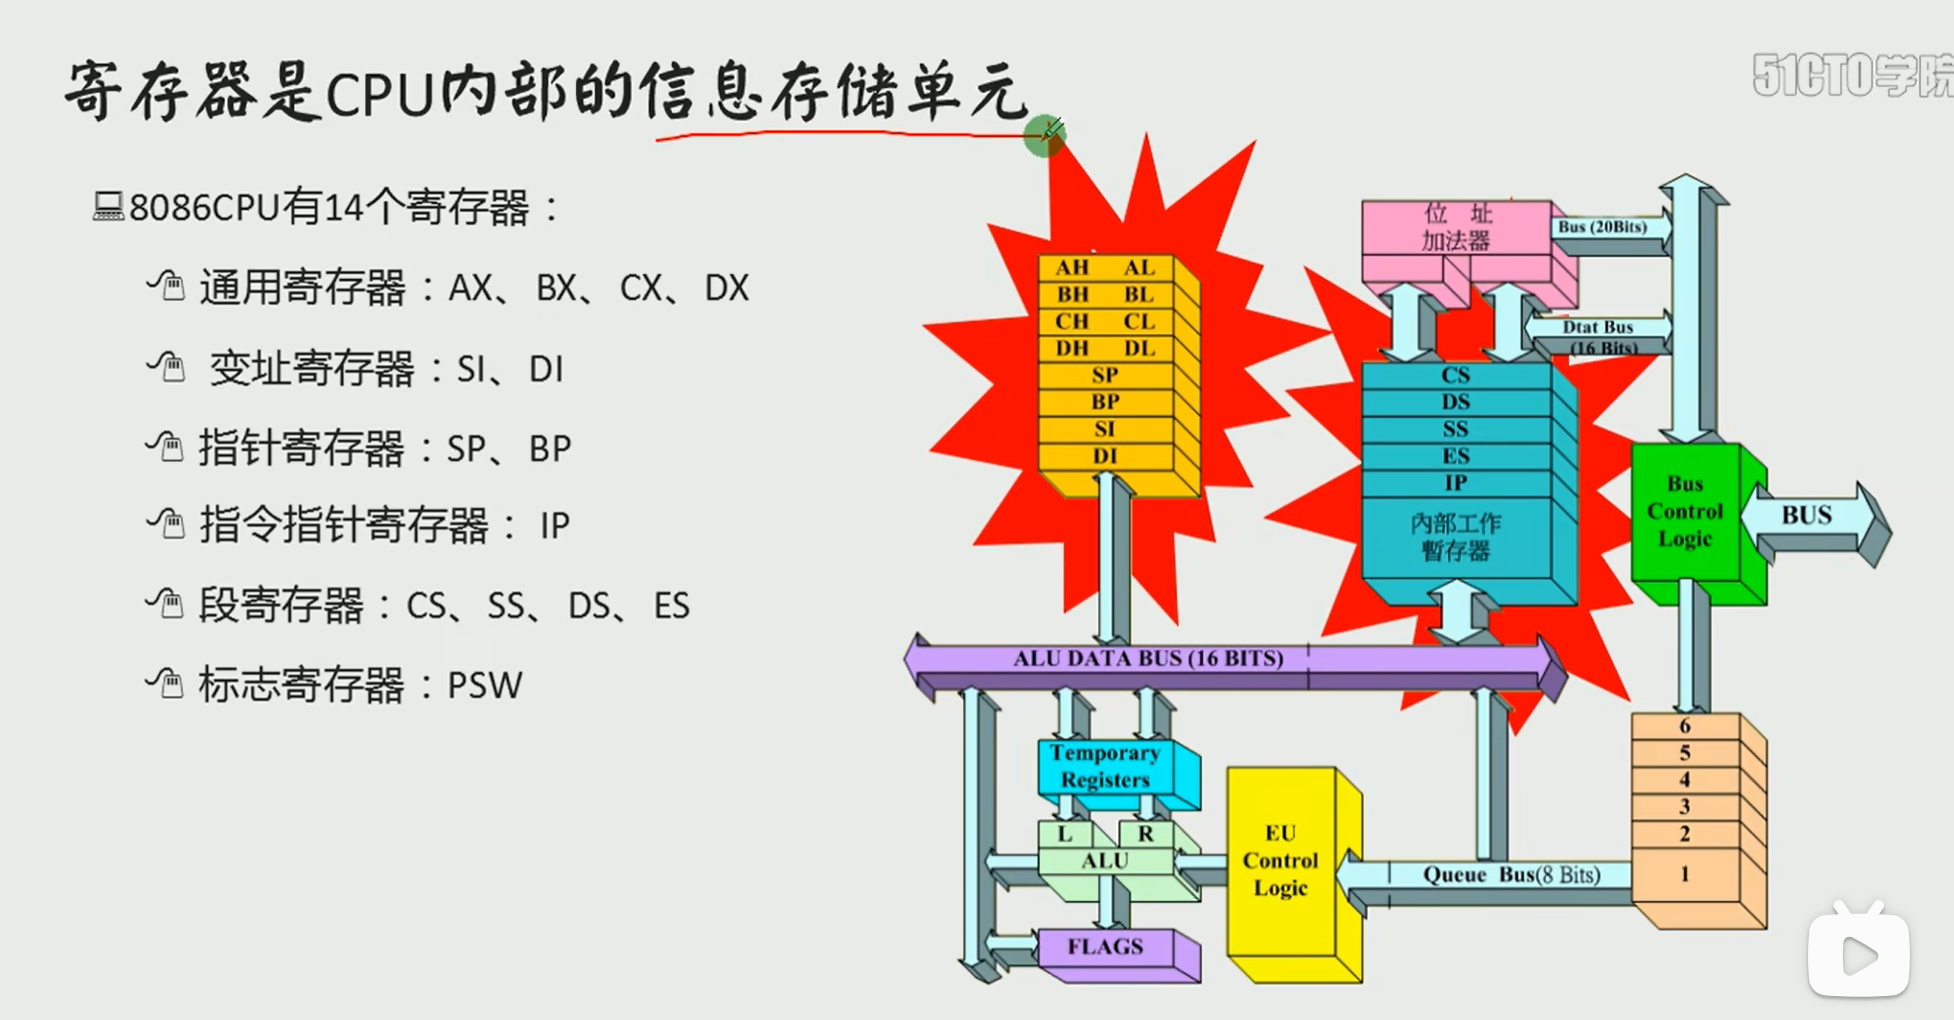 寄存器是CPU内部的信息存储单元
51CTO学院
8086CPU有14个寄存器：
通用寄存器：AX、BX、CX、DX
变址寄存器：SI、DI
指针寄存器：SP、BP
指令指针寄存器： IP
段寄存器：CS、SS、DS、ES
标志寄存器：PSW
AH AL
BH BL
CH CL
DH DL
SP
BP
SI
DI
位 址
加法器
Bus (20Bits)
Dtat Bus
(16 Bits)
CS
DS
SS
ES
IP
內部工作
暫存器
Bus
Control
Logic
BUS
ALU DATA BUS (16 BITS)
Temporary
Registers
L R
ALU
FLAGS
EU
Control
Logic
Queue Bus(8 Bits)
6
5
4
3
2
1